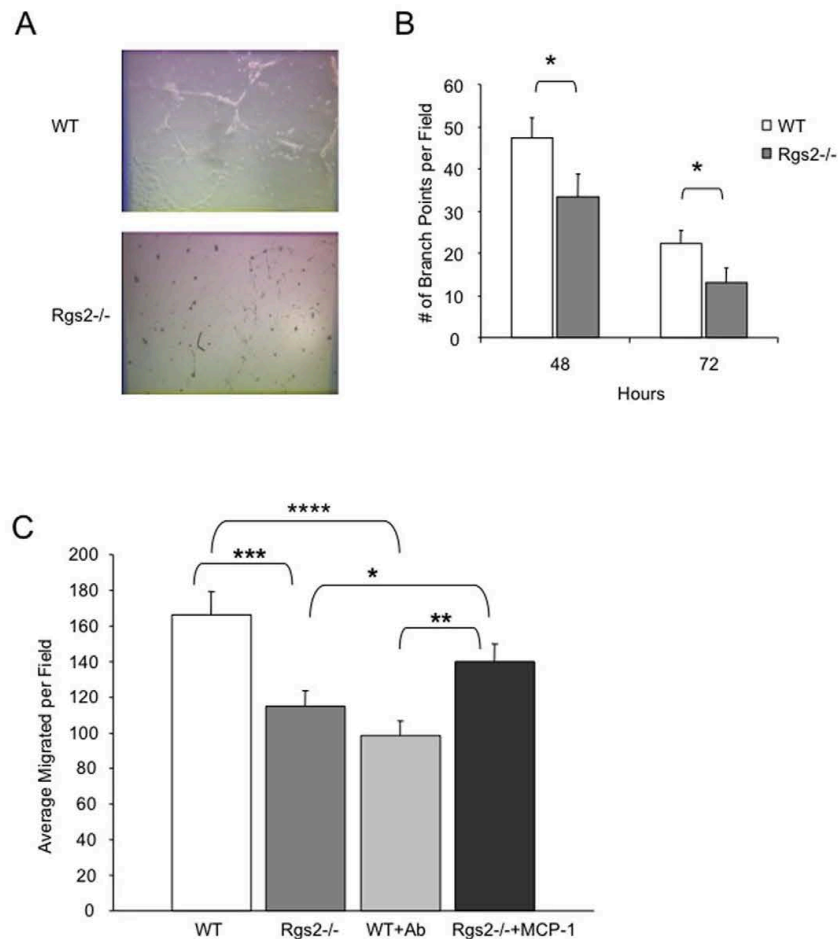 A
WT
Rgs2-/-
B
*
*
60
50
40
30
20
10
0
# of Branch Points per Field
48 72
Hours
WT
Rgs2-/-
C
****
***
*
**
200
180
160
140
120
100
80
60
40
20
0
Average Migrated per Field
WT Rgs2-/- WT+Ab Rgs2-/-+MCP-1